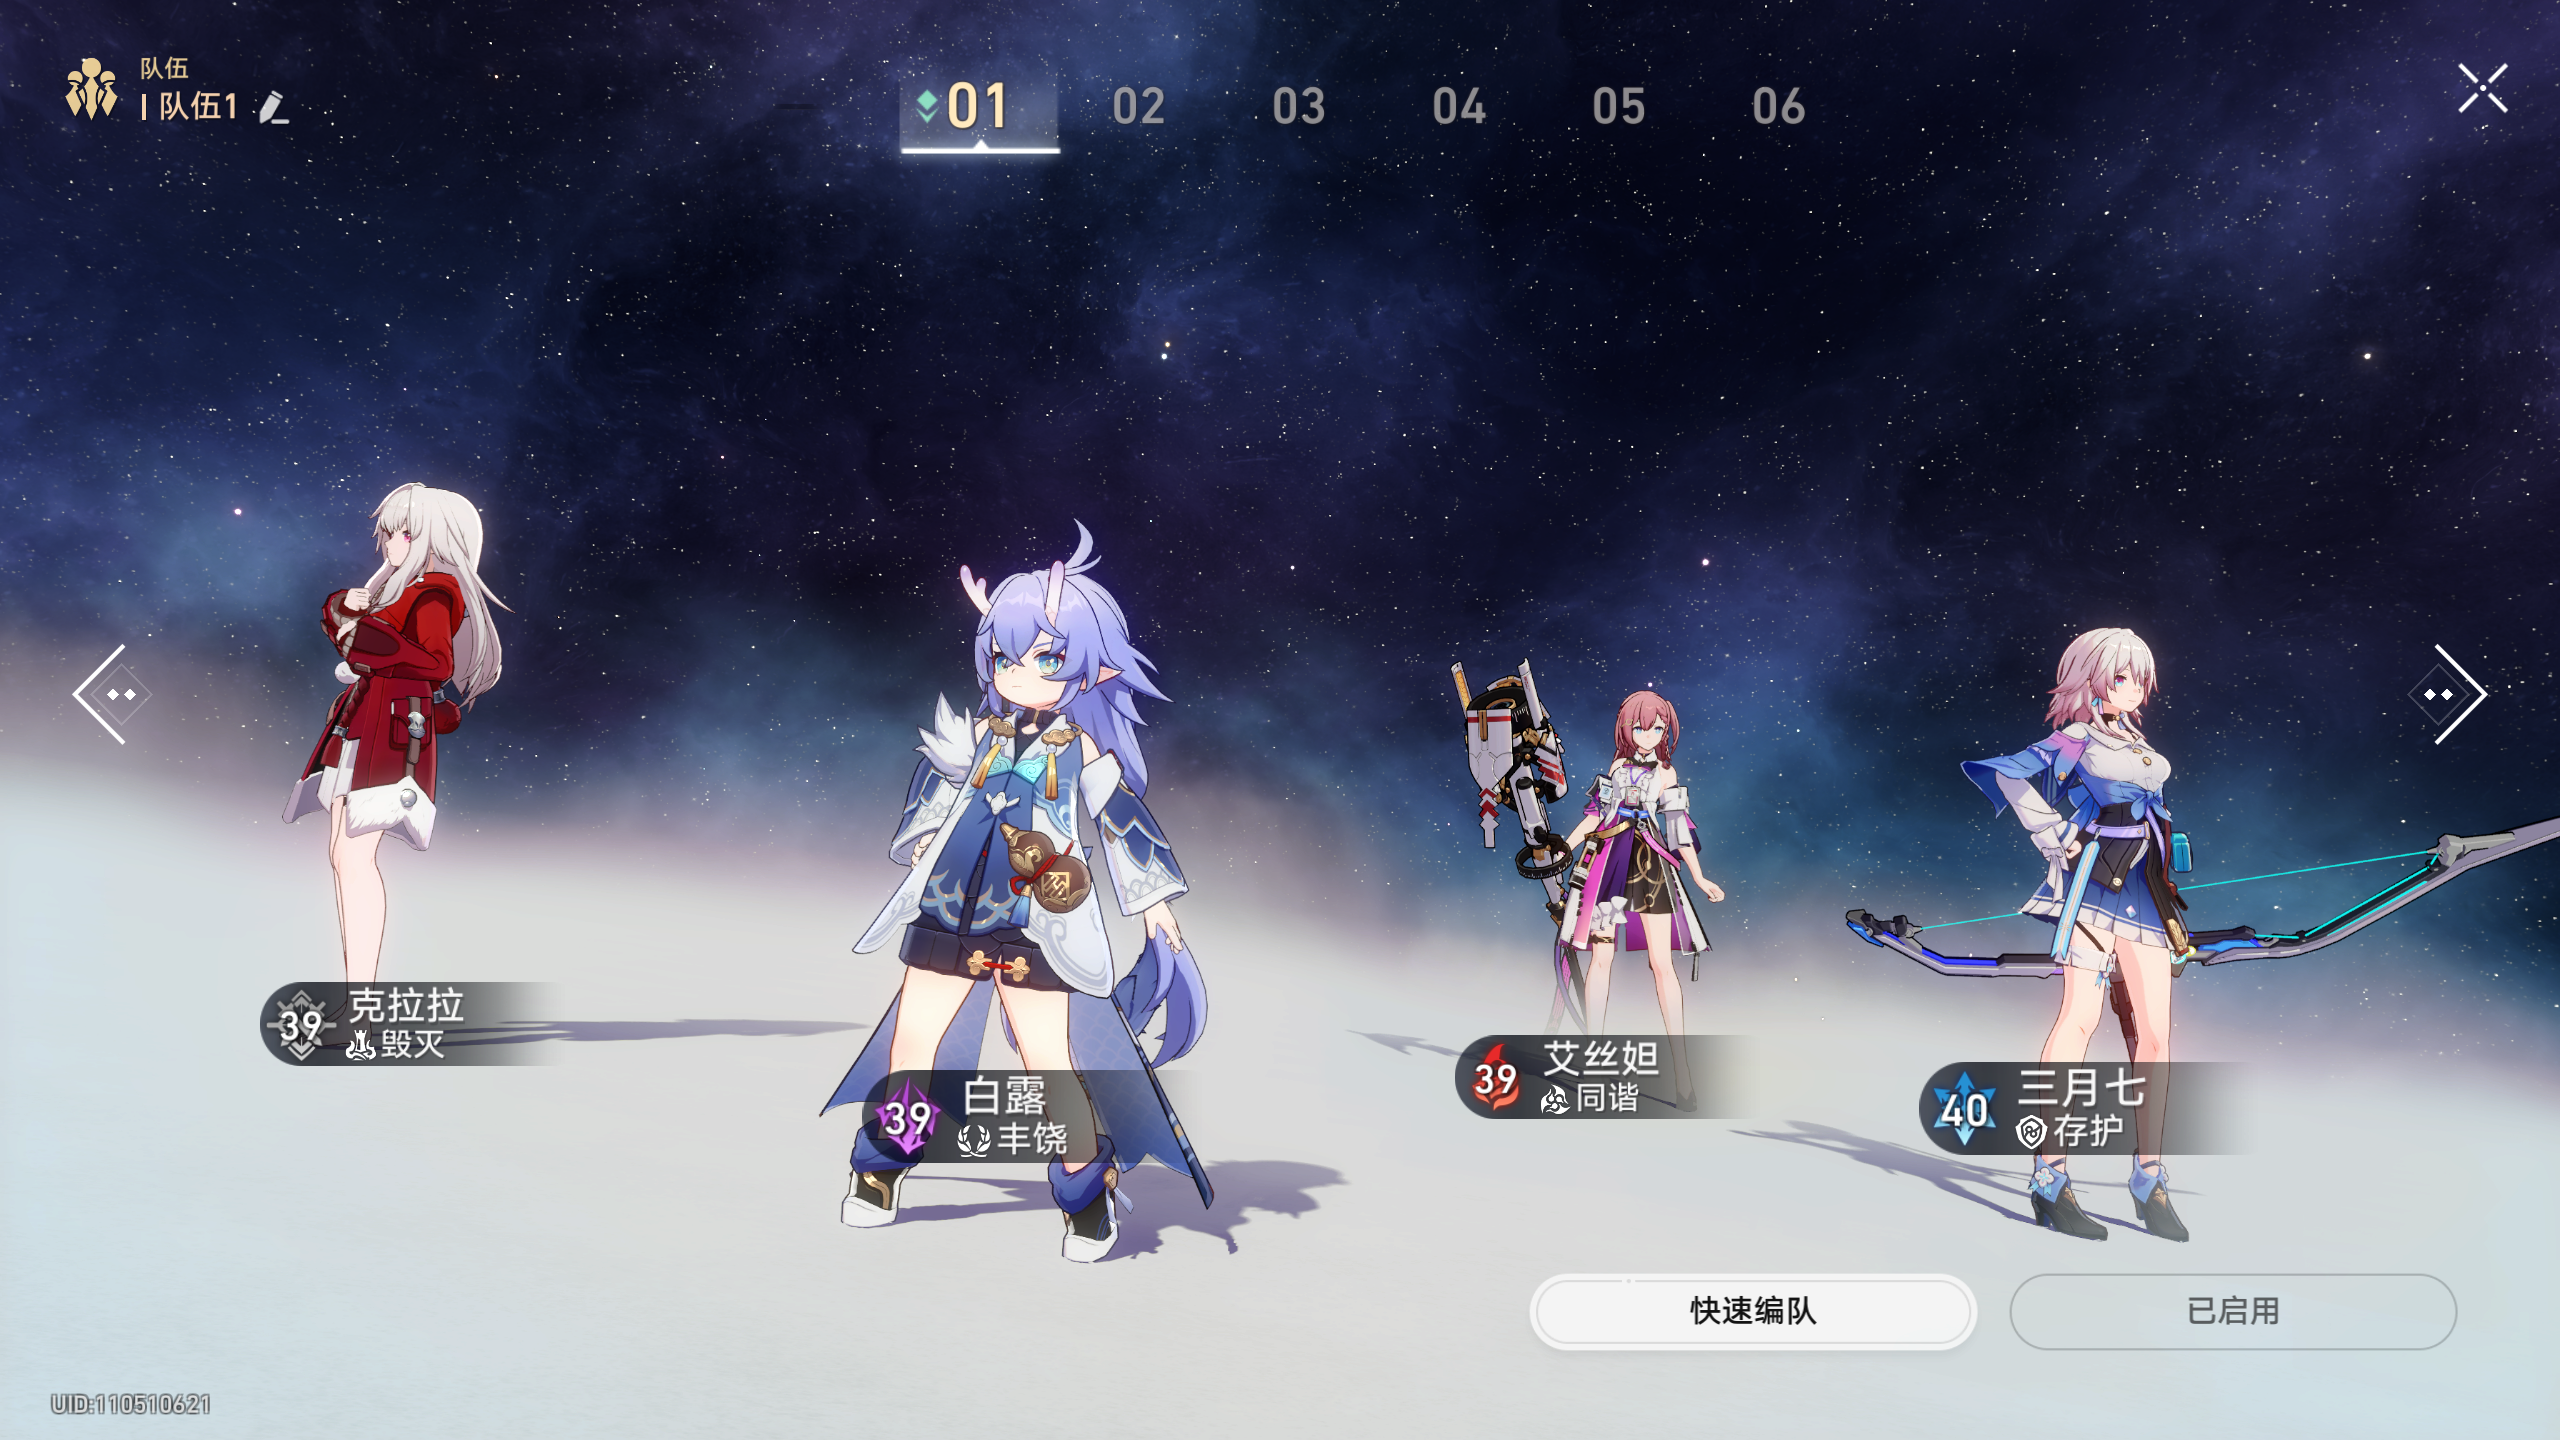 队伍
队伍1
01 02 03 04 05 06
39 克拉拉
毁灭
39 白露
丰饶
39 艾丝妲
同谐
40 三月七
存护
快速编队
已启用
UID:110510621